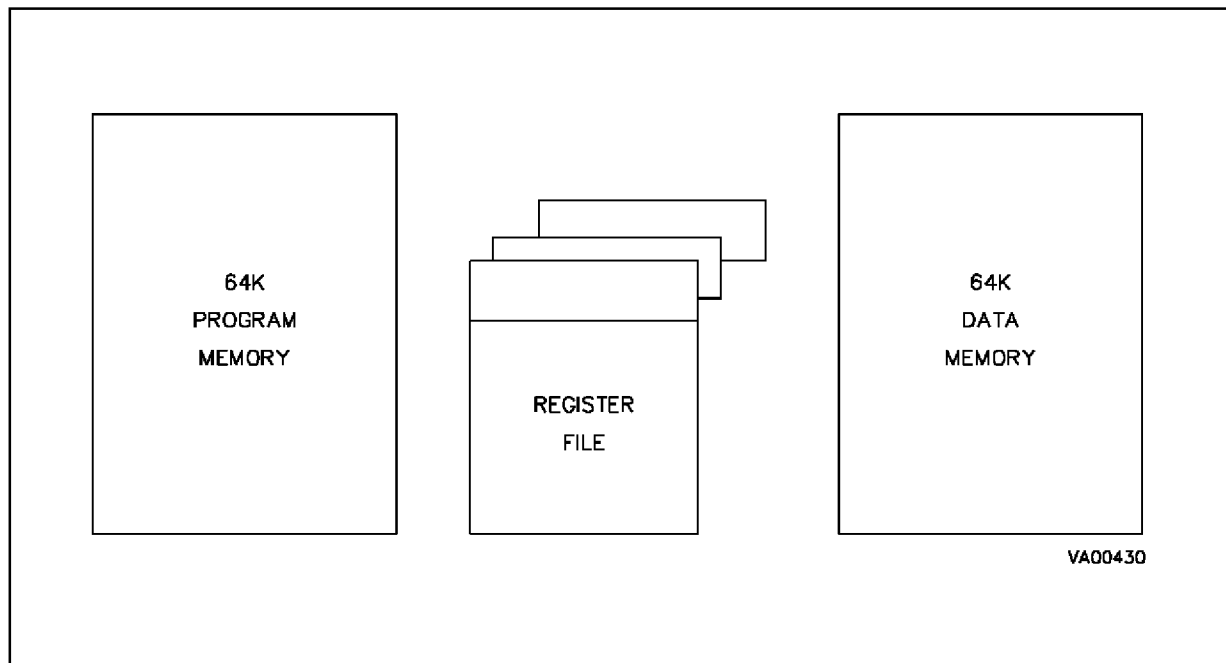 64K
PROGRAM
MEMORY
REGISTER
FILE
64K
DATA
MEMORY
VA00430